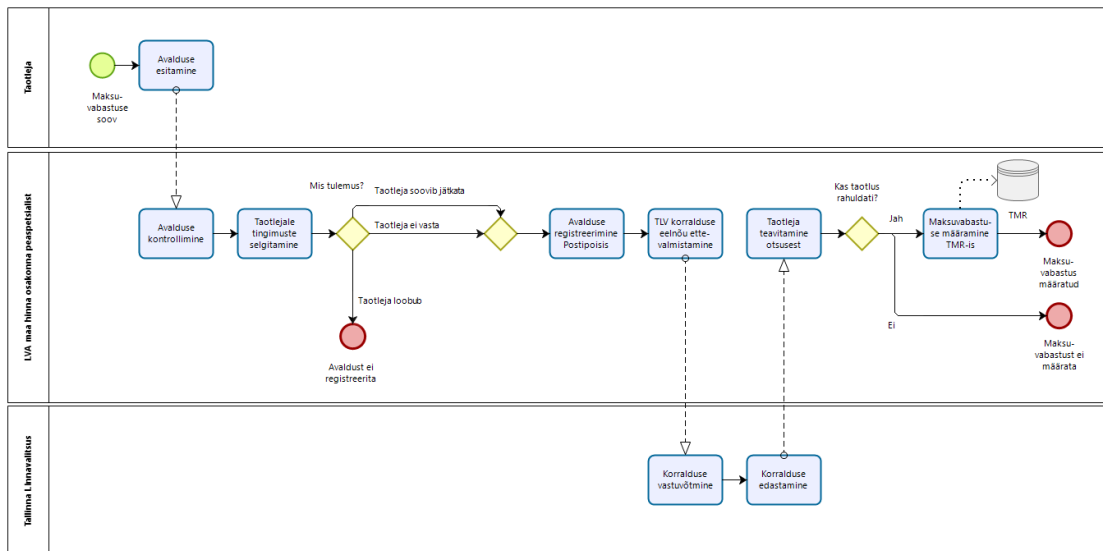 Taotleja
Avalduse
esitamine
Maksu-
vabastuse
soov
LVA maa hinna osakonna peaspetsialist
Avalduse
kontrollimine
Taotlejale
tingimuste
selgitamine
Mis tulemus?
Taotleja soovib jätkata
Taotleja ei vasta
Taotleja loobub
Avaldust ei
registreerita
Avalduse
registreerimine
Postipoisis
TLV korralduse
eelnõu ette-
valmistamine
Taotleja
teavitamine
otsusest
Kas taotlus
rahuldati?
Jah
Ei
Maksuvabastu-
se määramine
TMR-is
TMR
Maksu-
vabastus
määratud
Maksu-
vabastust ei
määrata
Tallinna Linnavalitsus
Korralduse
vastuvõtmine
Korralduse
edastamine